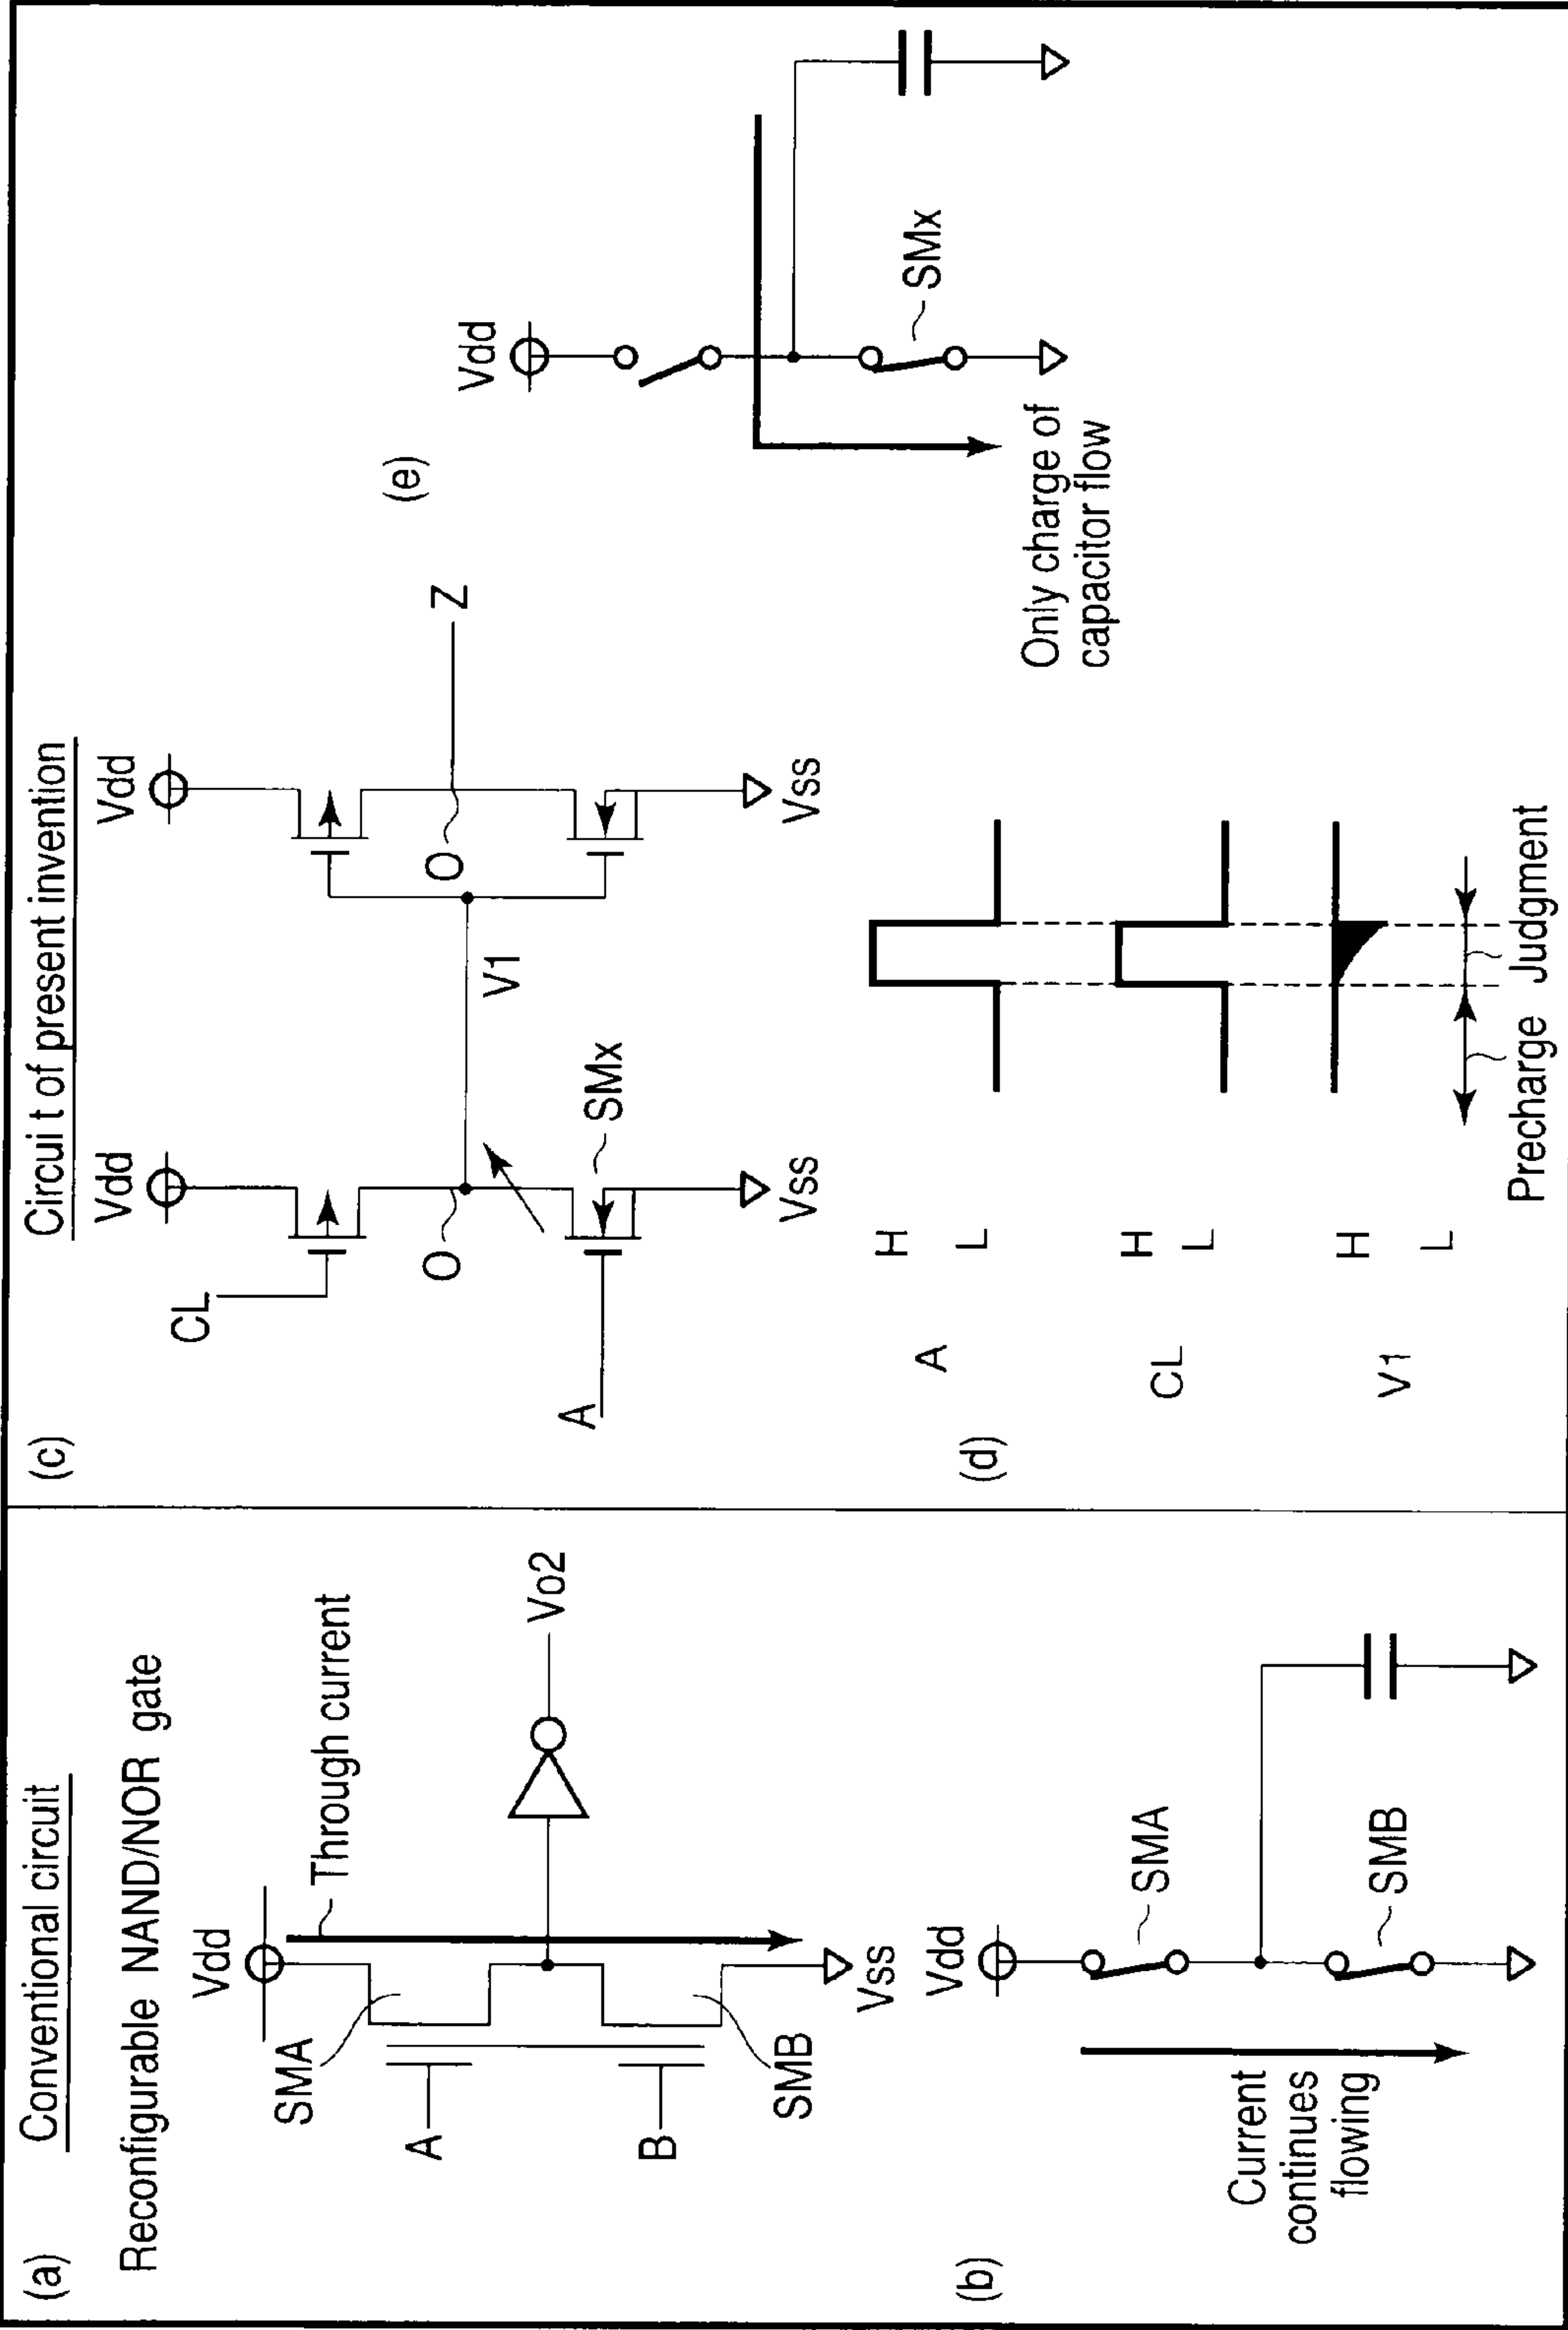 (a)
Conventional circuit
Reconfigurable NAND/NOR gate
Vdd
Through current
SMA
A
Vo2
B
SMB
Vss
(b)
Vdd
SMA
SMB
Current
continues
flowing
(c)
Circui t of present invention
Vdd
Vdd
CL
O
O
Z
V1
SMx
A
Vss
Vss
(d)
A
H
L
CL
H
L
V1
H
L
Precharge
Judgment
(e)
Vdd
SMx
Only charge of
capacitor flow